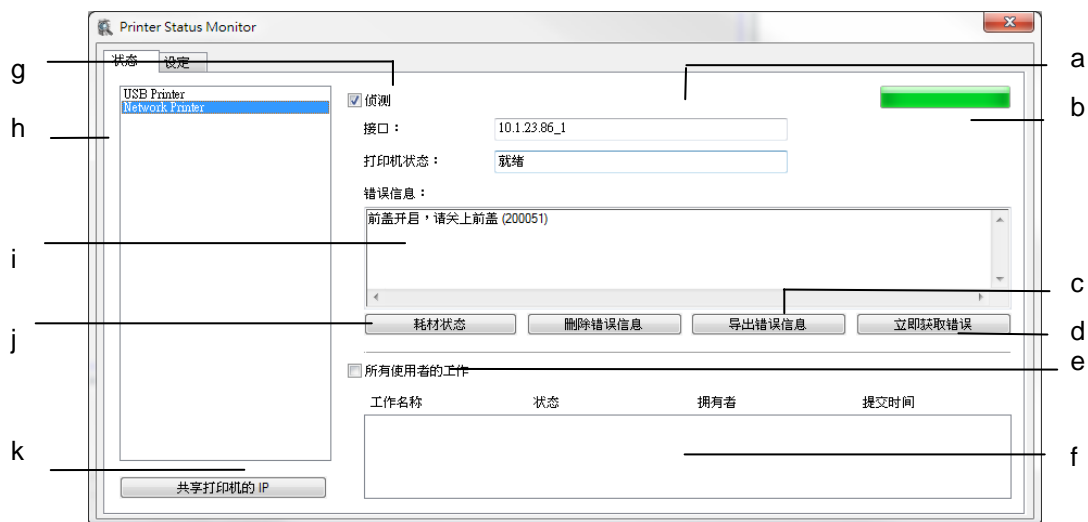 Printer Status Monitor
状态 设定
g
a
USB Printer
Network Printer
侦测
b
h
接口：
10.1.23.86_1
打印机状态：
就绪
错误信息：
前盖开启，请关上前盖 (200051)
i
c
耗材状态 删除错误信息 导出错误信息 立即获取错误
j
d
e
所有使用者的工作
工作名称 状态 拥有者 提交时间
k
f
共享打印机的 IP